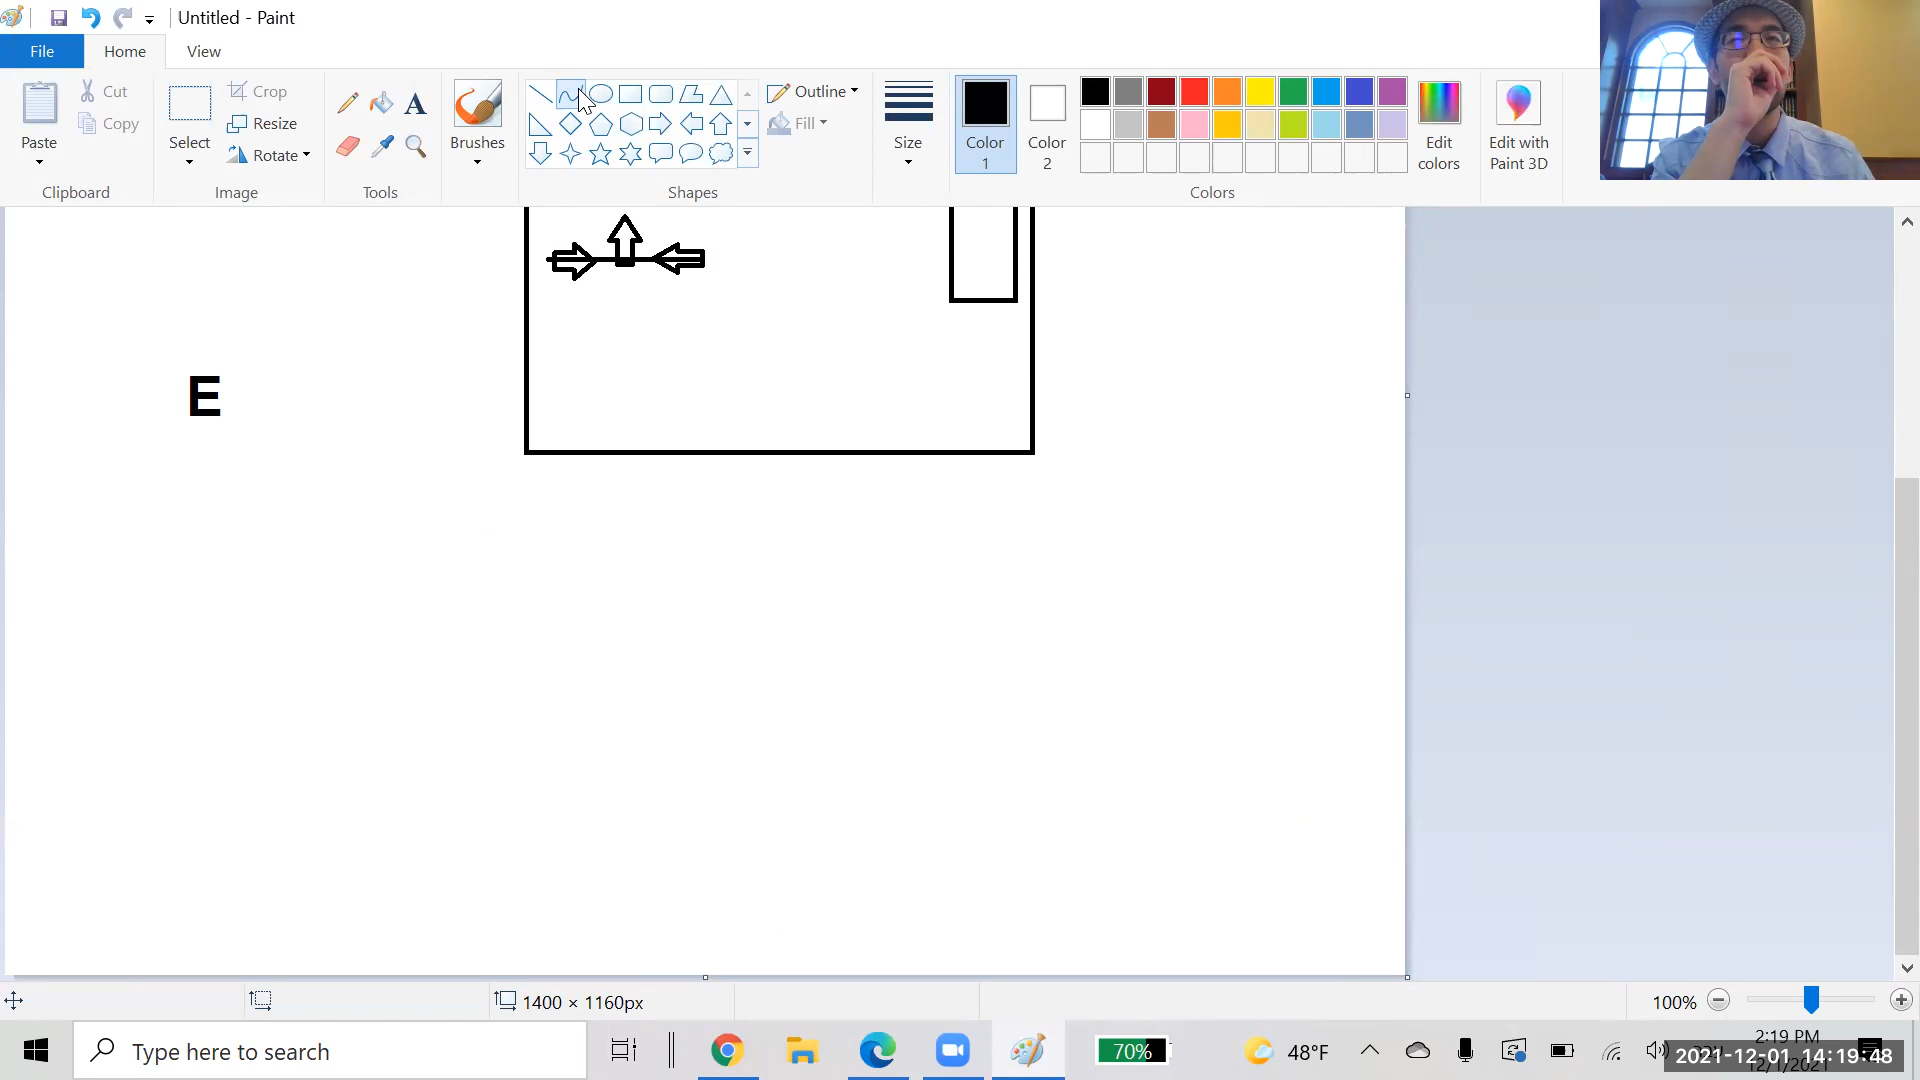 Untitled - Paint
File Home View
Paste
Cut
Copy
Clipboard
Select
Crop
Resize
Rotate
Image
A
Tools
Brushes
Shapes
Outline
Fill
Size
Color 1
Color 2
Colors
Edit colors
Edit with Paint 3D
E
1400 × 1160px
100%
Type here to search
70%
48°F
2:19 PM
2021-12-01 14:19:48